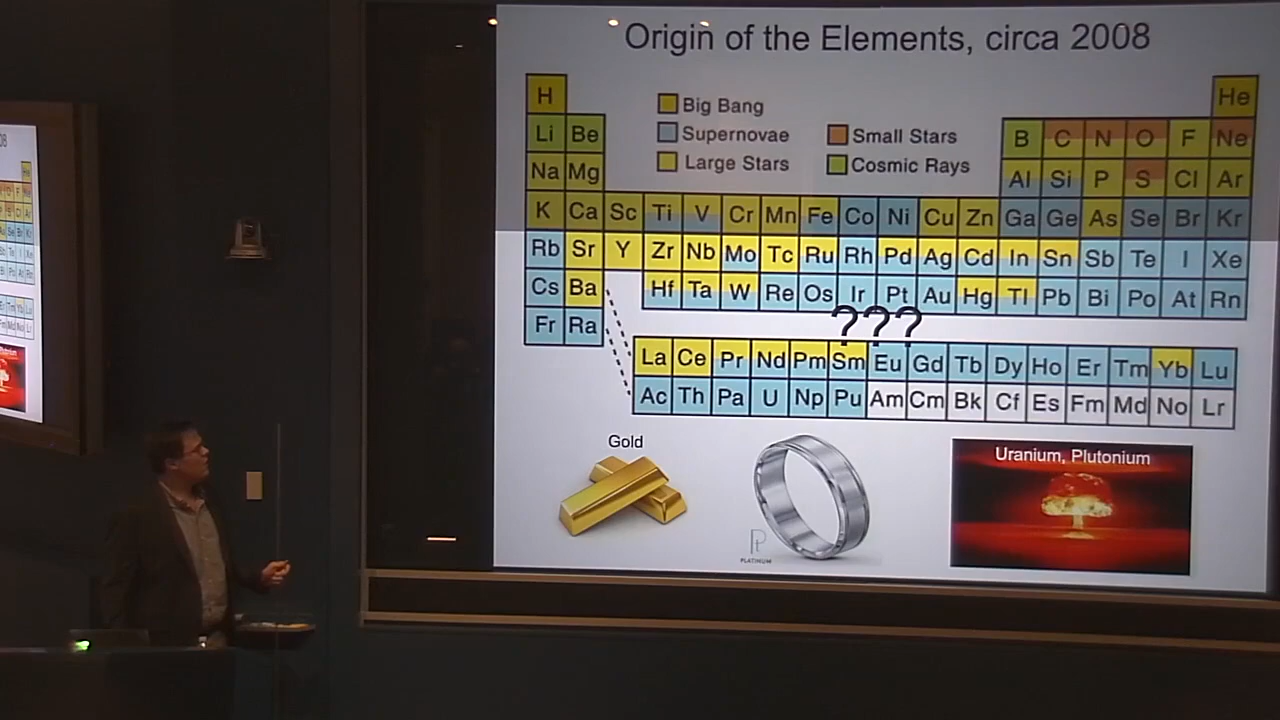 Origin of the Elements, circa 2008
H He
Big Bang
Supernovae Small Stars
Large Stars Cosmic Rays
Li Be B C N O F Ne
Na Mg Al Si P S Cl Ar
K Ca Sc Ti V Cr Mn Fe Co Ni Cu Zn Ga Ge As Se Br Kr
Rb Sr Y Zr Nb Mo Tc Ru Rh Pd Ag Cd In Sn Sb Te I Xe
Cs Ba Hf Ta W Re Os Ir Pt Au Hg Tl Pb Bi Po At Rn
Fr Ra
???
La Ce Pr Nd Pm Sm Eu Gd Tb Dy Ho Er Tm Yb Lu
Ac Th Pa U Np Pu Am Cm Bk Cf Es Fm Md No Lr
Gold
PLATINUM
Uranium, Plutonium